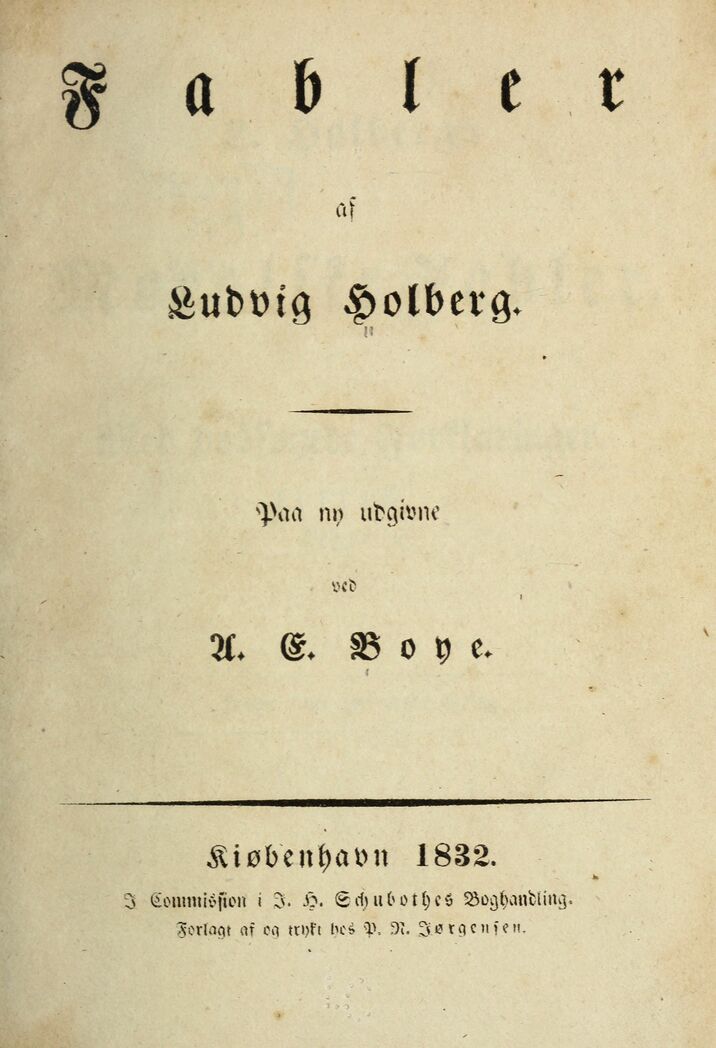 Fabler
af
Ludvig Holberg.
Paa ny udgivne
ved
A. E. Boye.
Kiøbenhavn 1832.
I Commission i J. H. Schubothes Boghandling.
Forlagt af og trykt hos P. N. Jørgensen.